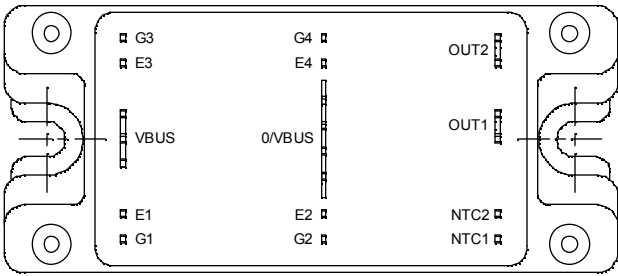 G3 G4
OUT2
E3 E4
OUT1
VBUS 0/VBUS
E1 E2 NTC2
G1 G2 NTC1